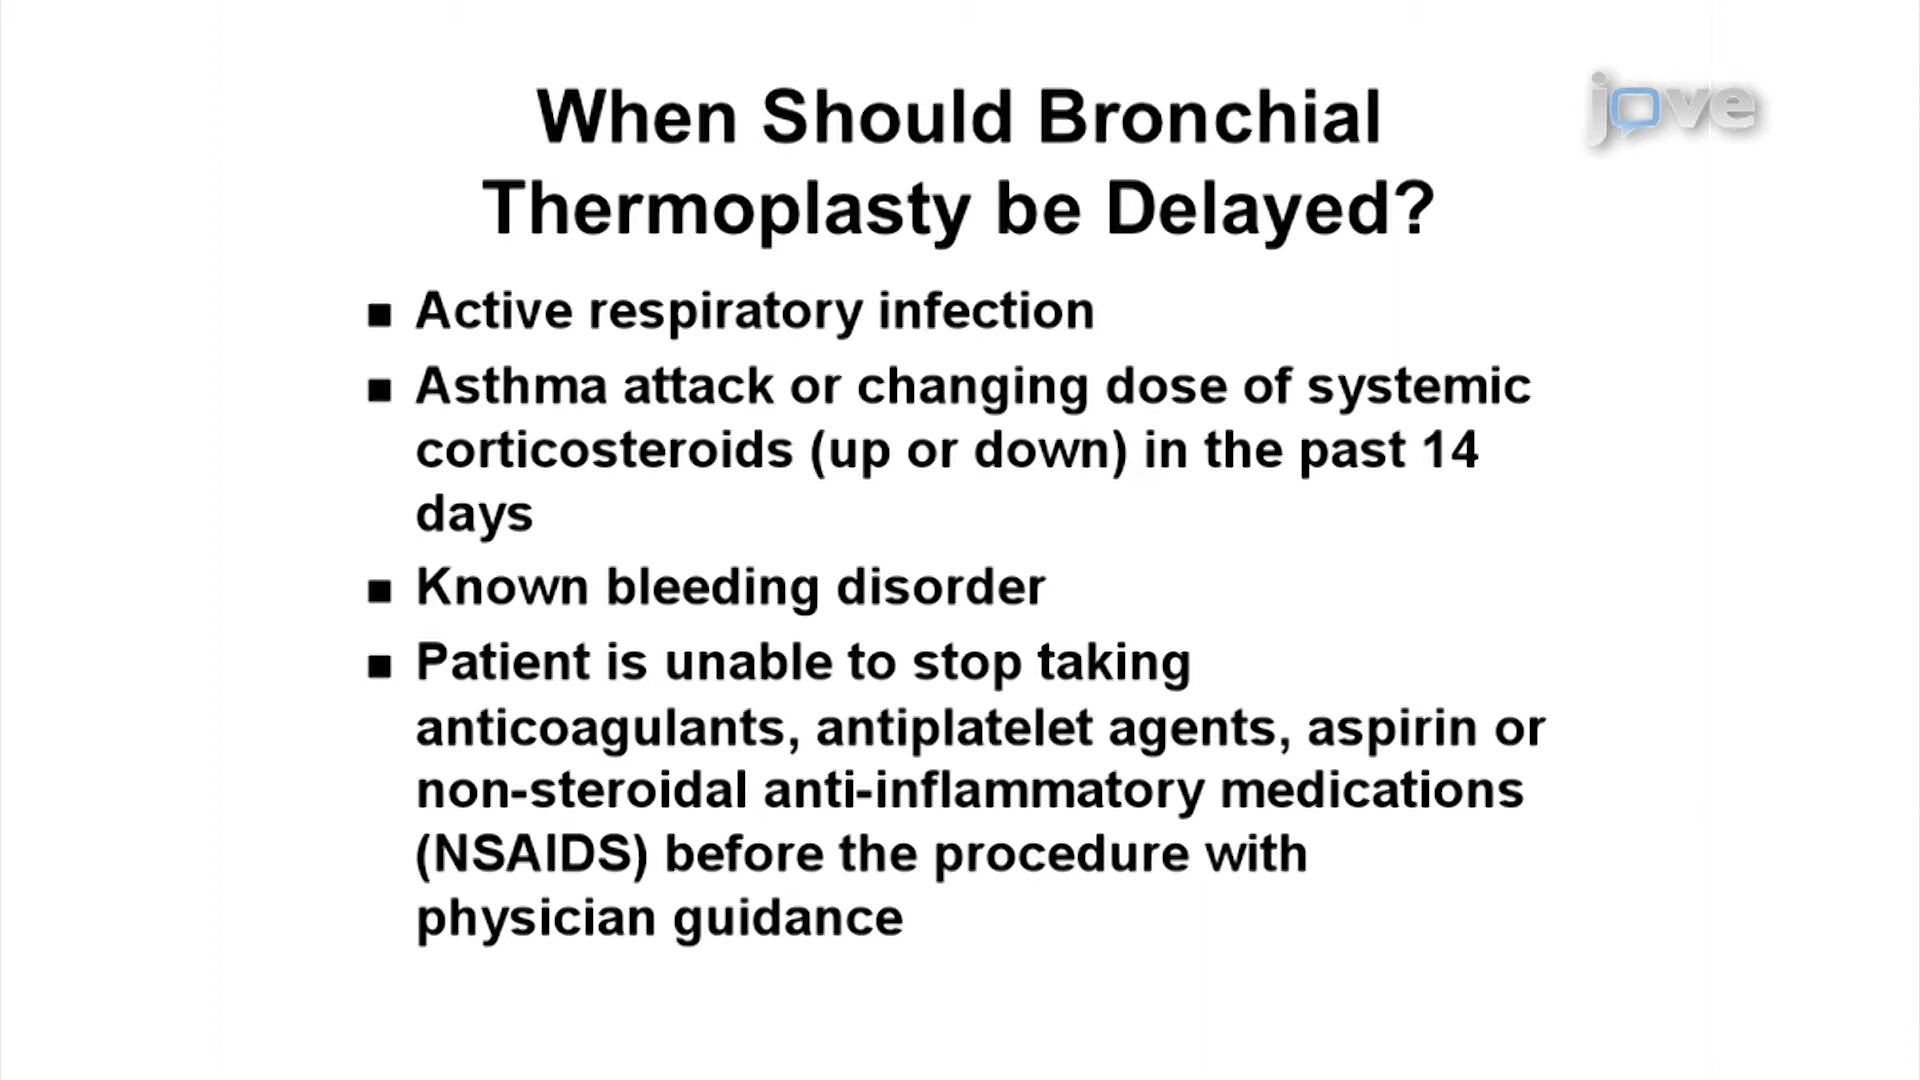 jove
When Should Bronchial
Thermoplasty be Delayed?
■ Active respiratory infection
■ Asthma attack or changing dose of systemic
corticosteroids (up or down) in the past 14
days
■ Known bleeding disorder
■ Patient is unable to stop taking
anticoagulants, antiplatelet agents, aspirin or
non-steroidal anti-inflammatory medications
(NSAIDS) before the procedure with
physician guidance